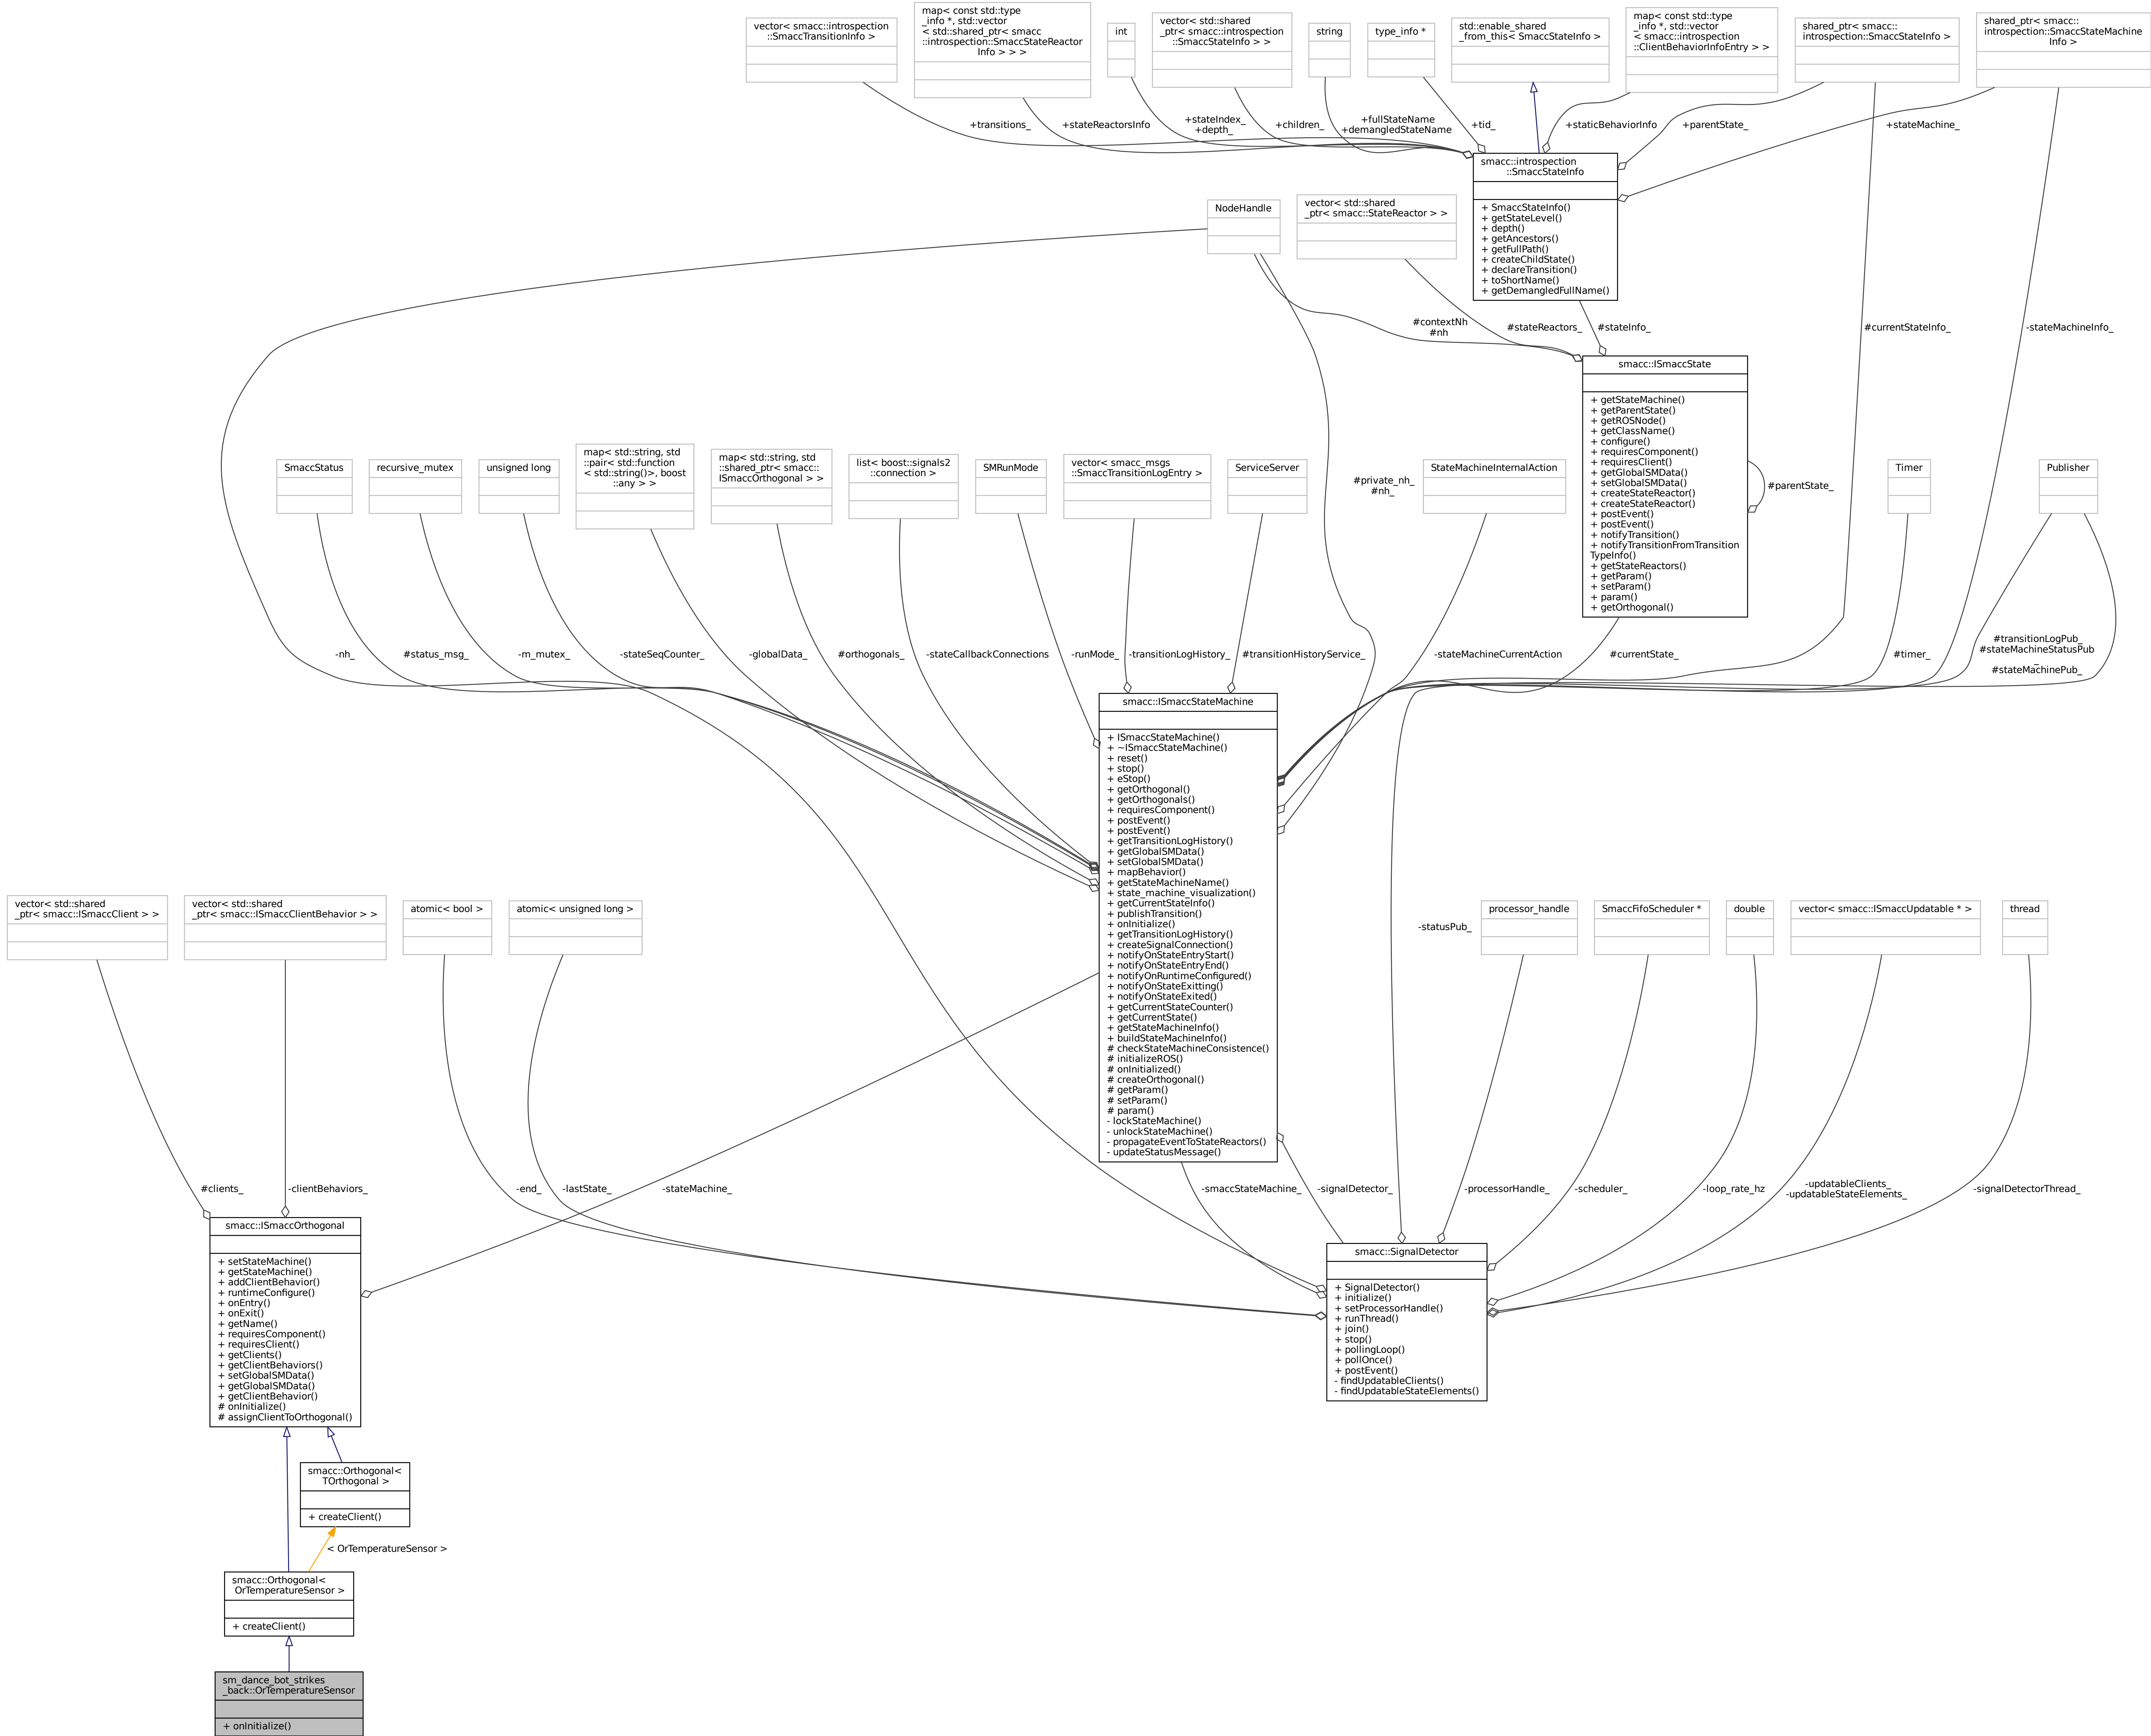 vector< smacc::introspection
::SmaccTransitionInfo >
map< const std::type
_info *, std::vector
< std::shared_ptr< smacc
::introspection::SmaccStateReactor
Info > > >
int
vector< std::shared
_ptr< smacc::introspection
::SmaccStateInfo > >
string
type_info *
std::enable_shared
_from_this< SmaccStateInfo >
map< const std::type
_info *, std::vector
< smacc::introspection
::ClientBehaviorInfoEntry > >
shared_ptr< smacc::
introspection::SmaccStateInfo >
shared_ptr< smacc::
introspection::SmaccStateMachine
Info >
+transitions_
+stateReactorsInfo
+stateIndex_
+depth_
+children_
+fullStateName
+demangledStateName
+tid_
+staticBehaviorInfo
+parentState_
+stateMachine_
smacc::introspection
::SmaccStateInfo
+ SmaccStateInfo()
+ getStateLevel()
+ depth()
+ getAncestors()
+ getFullPath()
+ createChildState()
+ declareTransition()
+ toShortName()
+ getDemangledFullName()
NodeHandle
vector< std::shared
_ptr< smacc::StateReactor > >
#contextNh
#nh
#stateReactors_
#stateInfo_
#currentStateInfo_
-stateMachineInfo_
smacc::ISmaccState
+ getStateMachine()
+ getParentState()
+ getROSNode()
+ getClassName()
+ configure()
+ requiresComponent()
+ requiresClient()
+ getGlobalSMData()
+ setGlobalSMData()
+ createStateReactor()
+ createStateReactor()
+ postEvent()
+ postEvent()
+ notifyTransition()
+ notifyTransitionFromTransition
TypeInfo()
+ getStateReactors()
+ getParam()
+ setParam()
+ param()
+ getOrthogonal()
#parentState_
SmaccStatus
recursive_mutex
unsigned long
map< std::string, std
::pair< std::function
< std::string()>, boost
::any > >
map< std::string, std
::shared_ptr< smacc::
ISmaccOrthogonal > >
list< boost::signals2
::connection >
SMRunMode
vector< smacc_msgs
::SmaccTransitionLogEntry >
ServiceServer
#private_nh_
#nh_
StateMachineInternalAction
Timer
Publisher
-nh_
#status_msg_
-m_mutex_
-stateSeqCounter_
-globalData_
#orthogonals_
-stateCallbackConnections
-runMode_
-transitionLogHistory_
#transitionHistoryService_
-stateMachineCurrentAction
#currentState_
#timer_
#transitionLogPub_
#stateMachineStatusPub
_
#stateMachinePub_
smacc::ISmaccStateMachine
+ ISmaccStateMachine()
+ ~ISmaccStateMachine()
+ reset()
+ stop()
+ eStop()
+ getOrthogonal()
+ getOrthogonals()
+ requiresComponent()
+ postEvent()
+ postEvent()
+ getTransitionLogHistory()
+ getGlobalSMData()
+ setGlobalSMData()
+ mapBehavior()
+ getStateMachineName()
+ state_machine_visualization()
+ getCurrentStateInfo()
+ publishTransition()
+ onInitialize()
+ getTransitionLogHistory()
+ createSignalConnection()
+ notifyOnStateEntryStart()
+ notifyOnStateEntryEnd()
+ notifyOnRuntimeConfigured()
+ notifyOnStateExitting()
+ notifyOnStateExited()
+ getCurrentStateCounter()
+ getCurrentState()
+ getStateMachineInfo()
+ buildStateMachineInfo()
# checkStateMachineConsistence()
# initializeROS()
# onInitialized()
# createOrthogonal()
# getParam()
# setParam()
# param()
- lockStateMachine()
- unlockStateMachine()
- propagateEventToStateReactors()
- updateStatusMessage()
vector< std::shared
_ptr< smacc::ISmaccClient > >
vector< std::shared
_ptr< smacc::ISmaccClientBehavior > >
atomic< bool >
atomic< unsigned long >
-statusPub_
processor_handle
SmaccFifoScheduler *
double
vector< smacc::ISmaccUpdatable * >
thread
#clients_
-clientBehaviors_
-end_
-lastState_
-stateMachine_
-smaccStateMachine_
-signalDetector_
-processorHandle_
-scheduler_
-loop_rate_hz
-updatableClients_
-updatableStateElements_
-signalDetectorThread_
smacc::ISmaccOrthogonal
+ setStateMachine()
+ getStateMachine()
+ addClientBehavior()
+ runtimeConfigure()
+ onEntry()
+ onExit()
+ getName()
+ requiresComponent()
+ requiresClient()
+ getClients()
+ getClientBehaviors()
+ setGlobalSMData()
+ getGlobalSMData()
+ getClientBehavior()
# onInitialize()
# assignClientToOrthogonal()
smacc::SignalDetector
+ SignalDetector()
+ initialize()
+ setProcessorHandle()
+ runThread()
+ join()
+ stop()
+ pollingLoop()
+ pollOnce()
+ postEvent()
- findUpdatableClients()
- findUpdatableStateElements()
smacc::Orthogonal<
TOrthogonal >
+ createClient()
< OrTemperatureSensor >
smacc::Orthogonal<
OrTemperatureSensor >
+ createClient()
sm_dance_bot_strikes
_back::OrTemperatureSensor
+ onInitialize()